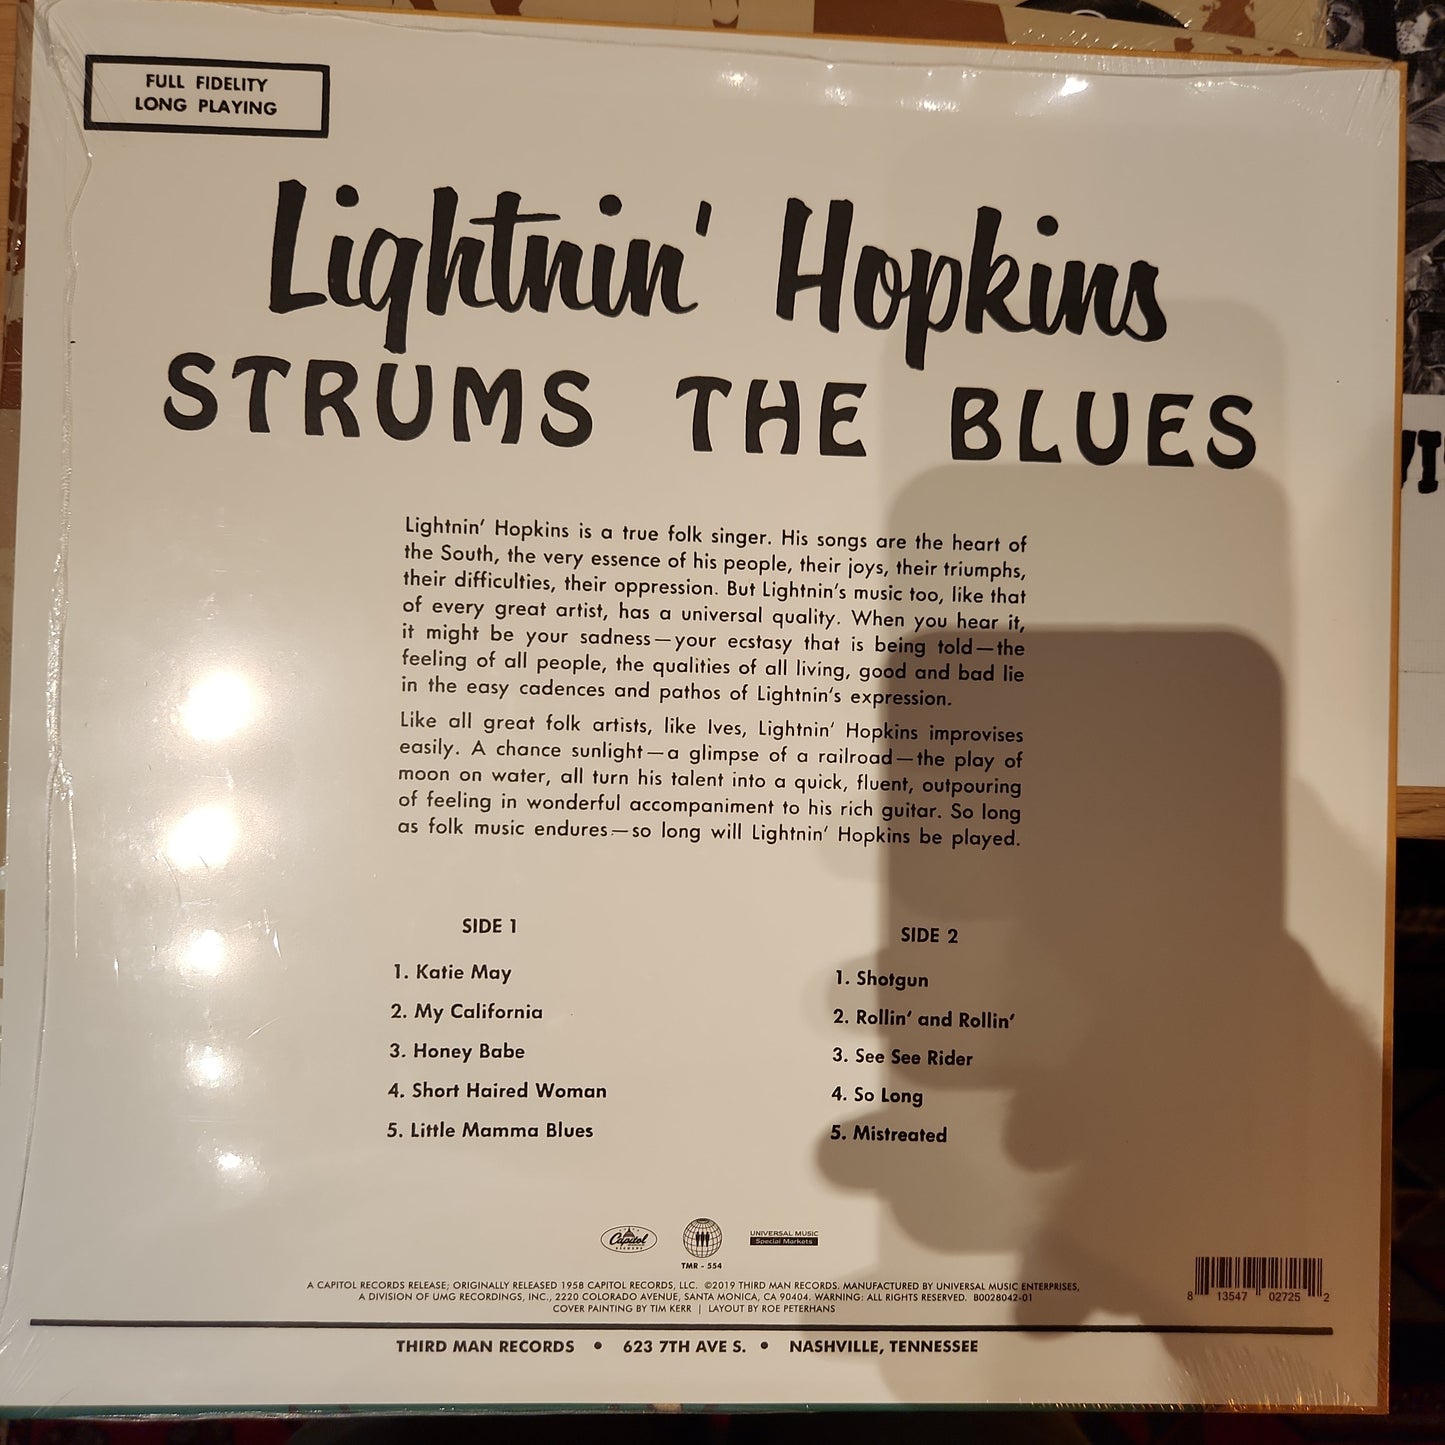 FULL FIDELITY
LONG PLAYING
Lightnin' Hopkins
STRUMS THE BLUES
Lightnin' Hopkins is a true folk singer. His songs are the heart of
the South, the very essence of his people, their joys, their triumphs,
their difficulties, their oppression. But Lightnin's music too, like that
of every great artist, has a universal quality. When you hear it,
it might be your sadness—your ecstasy that is being told—the
feeling of all people, the qualities of all living, good and bad lie
in the easy cadences and pathos of Lightnin's expression.
Like all great folk artists, like Ives, Lightnin' Hopkins improvises
easily. A chance sunlight—a glimpse of a railroad—the play of
moon on water, all turn his talent into a quick, fluent, outpouring
of feeling in wonderful accompaniment to his rich guitar. So long
as folk music endures—so long will Lightnin' Hopkins be played.
SIDE 1
1. Katie May
2. My California
3. Honey Babe
4. Short Haired Woman
5. Little Mamma Blues
SIDE 2
1. Shotgun
2. Rollin' and Rollin'
3. See See Rider
4. So Long
5. Mistreated
Capitol
RECORDS
TMR - 554
UNIVERSAL MUSIC
Special Markets
A CAPITOL RECORDS RELEASE; ORIGINALLY RELEASED 1958 CAPITOL RECORDS, LLC. ©2019 THIRD MAN RECORDS. MANUFACTURED BY UNIVERSAL MUSIC ENTERPRISES,
A DIVISION OF UMG RECORDINGS, INC., 2220 COLORADO AVENUE, SANTA MONICA, CA 90404. WARNING: ALL RIGHTS RESERVED. B0028042-01
COVER PAINTING BY TIM KERR | LAYOUT BY ROE PETERHANS
8 13547 02725 2
THIRD MAN RECORDS • 623 7TH AVE S. • NASHVILLE, TENNESSEE